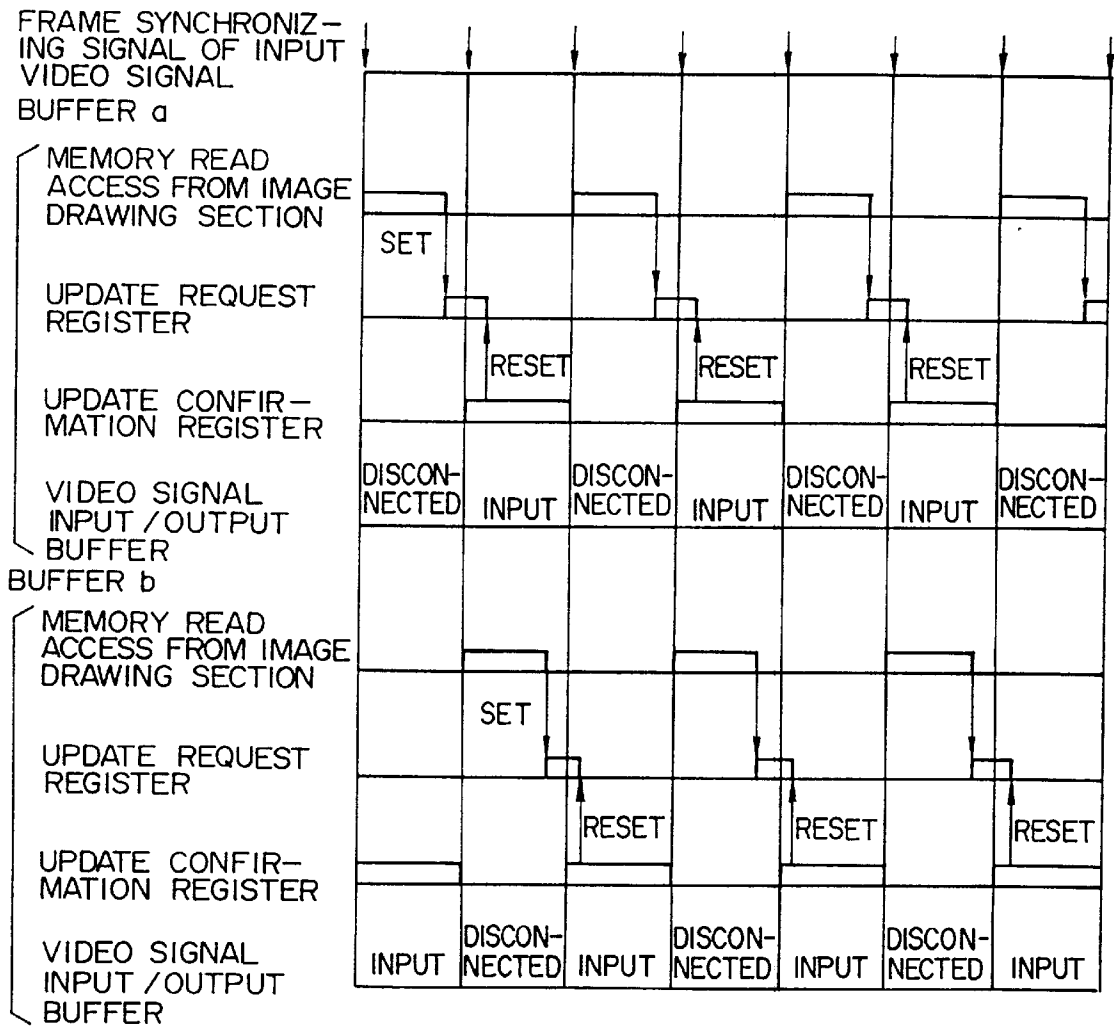 FRAME SYNCHRONIZ-
ING SIGNAL OF INPUT
VIDEO SIGNAL
BUFFER a
MEMORY READ
ACCESS FROM IMAGE
DRAWING SECTION
SET
UPDATE REQUEST
REGISTER
RESET RESET RESET
UPDATE CONFIR-
MATION REGISTER
DISCON-
NECTED INPUT DISCON-
NECTED INPUT DISCON-
NECTED INPUT DISCON-
NECTED
VIDEO SIGNAL
INPUT/OUTPUT
BUFFER
BUFFER b
MEMORY READ
ACCESS FROM IMAGE
DRAWING SECTION
SET
UPDATE REQUEST
REGISTER
RESET RESET RESET
UPDATE CONFIR-
MATION REGISTER
INPUT DISCON-
NECTED INPUT DISCON-
NECTED INPUT DISCON-
NECTED INPUT
VIDEO SIGNAL
INPUT/OUTPUT
BUFFER